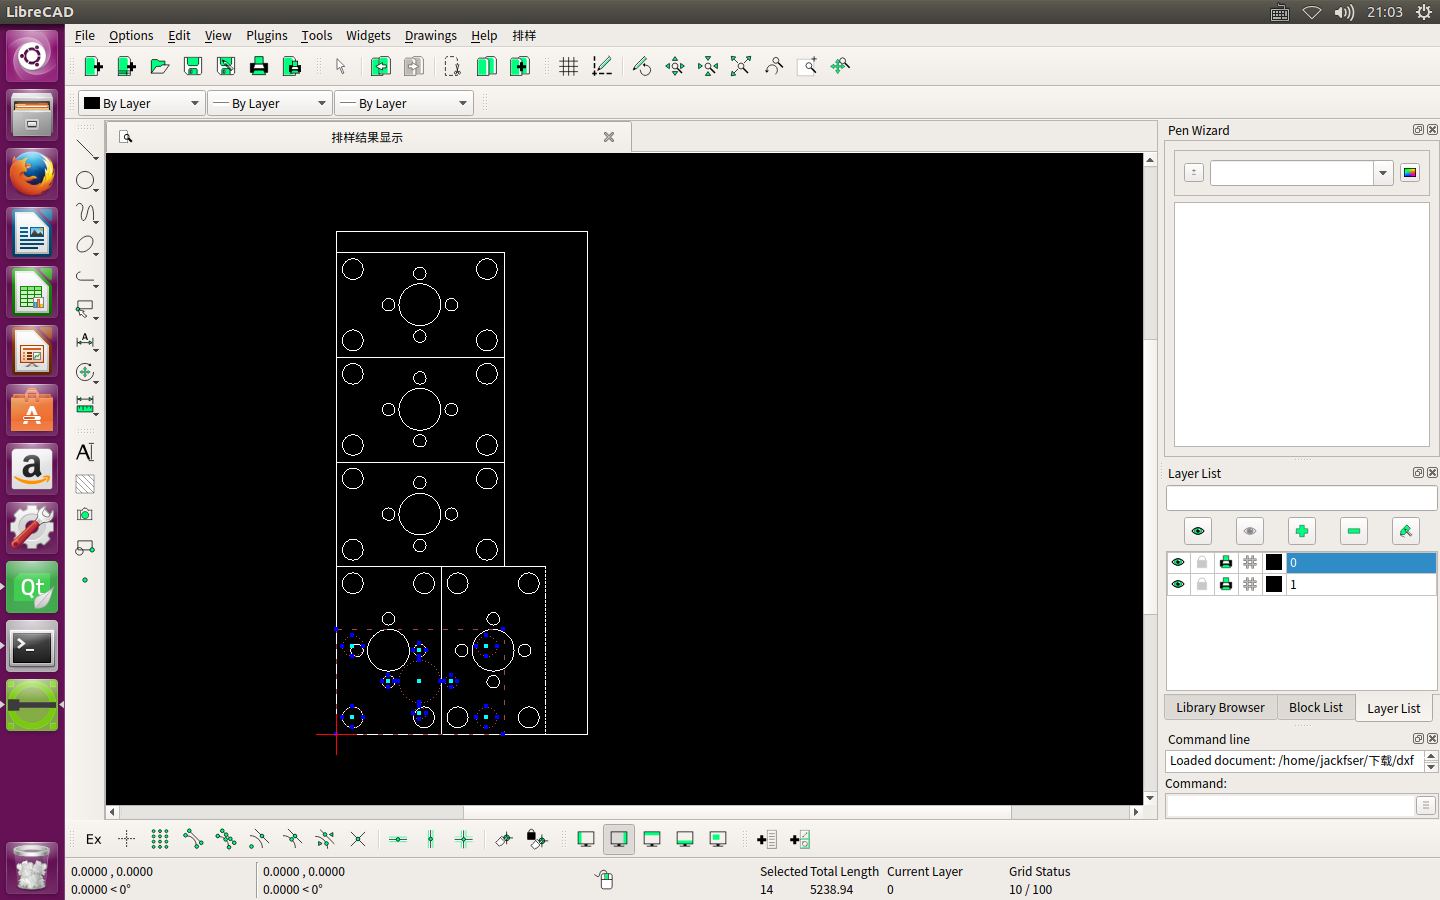 LibreCAD
21:03
File Options Edit View Plugins Tools Widgets Drawings Help 排样
By Layer By Layer By Layer
排样结果显示
Pen Wizard
Layer List
0
1
Library Browser Block List Layer List
Command line
Loaded document: /home/jackfser/下载/dxf
Command:
Ex
0.0000 , 0.0000 0.0000 , 0.0000 Selected Total Length Current Layer Grid Status
0.0000 < 0° 0.0000 < 0° 14 5238.94 0 10 / 100